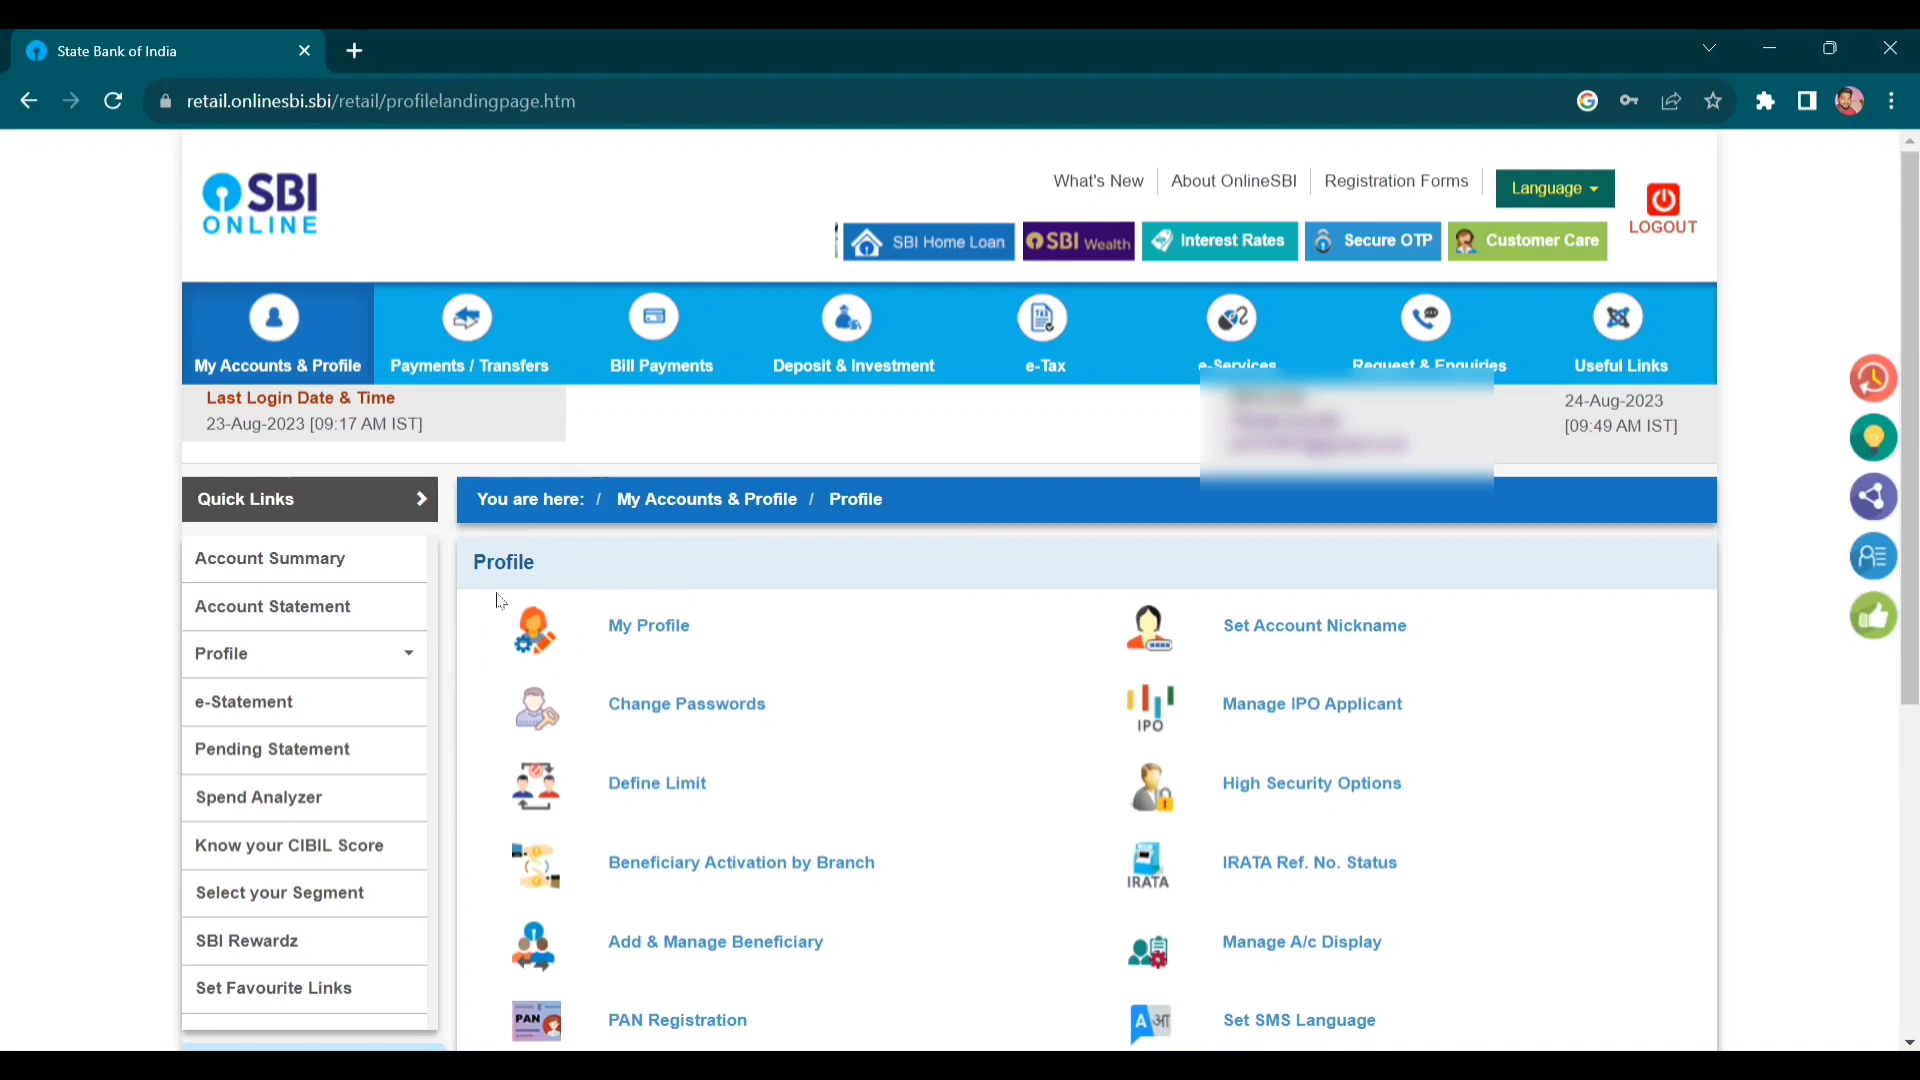 State Bank of India
retail.onlinesbi.sbi/retail/profilelandingpage.htm
SBI
ONLINE
What's New
About OnlineSBI
Registration Forms
Language
LOGOUT
SBI Home Loan
SBI Wealth
Interest Rates
Secure OTP
Customer Care
My Accounts & Profile
Payments / Transfers
Bill Payments
Deposit & Investment
e-Tax
e-Services
Request & Enquiries
Useful Links
Last Login Date & Time
23-Aug-2023 [09:17 AM IST]
24-Aug-2023
[09:49 AM IST]
Quick Links
You are here: / My Accounts & Profile / Profile
Account Summary
Account Statement
Profile
e-Statement
Pending Statement
Spend Analyzer
Know your CIBIL Score
Select your Segment
SBI Rewardz
Set Favourite Links
Profile
My Profile
Set Account Nickname
Change Passwords
IPO
Manage IPO Applicant
Define Limit
High Security Options
Beneficiary Activation by Branch
IRATA
IRATA Ref. No. Status
Add & Manage Beneficiary
Manage A/c Display
PAN
PAN Registration
A अा
Set SMS Language